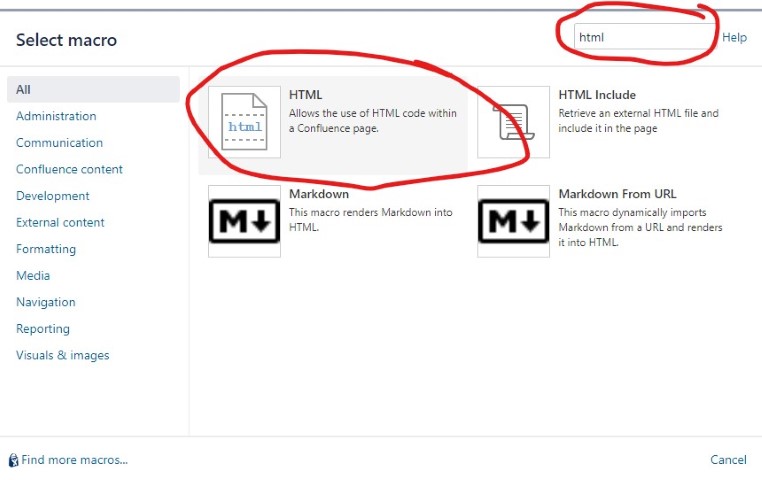 Select macro
html
Help
All
Administration
Communication
Confluence content
Development
External content
Formatting
Media
Navigation
Reporting
Visuals & images
html
HTML
Allows the use of HTML code within
a Confluence page.
HTML Include
Retrieve an external HTML file and
include it in the page
M
Markdown
This macro renders Markdown into
HTML.
M
Markdown From URL
This macro dynamically imports
Markdown from a URL and renders
it into HTML.
Find more macros...
Cancel